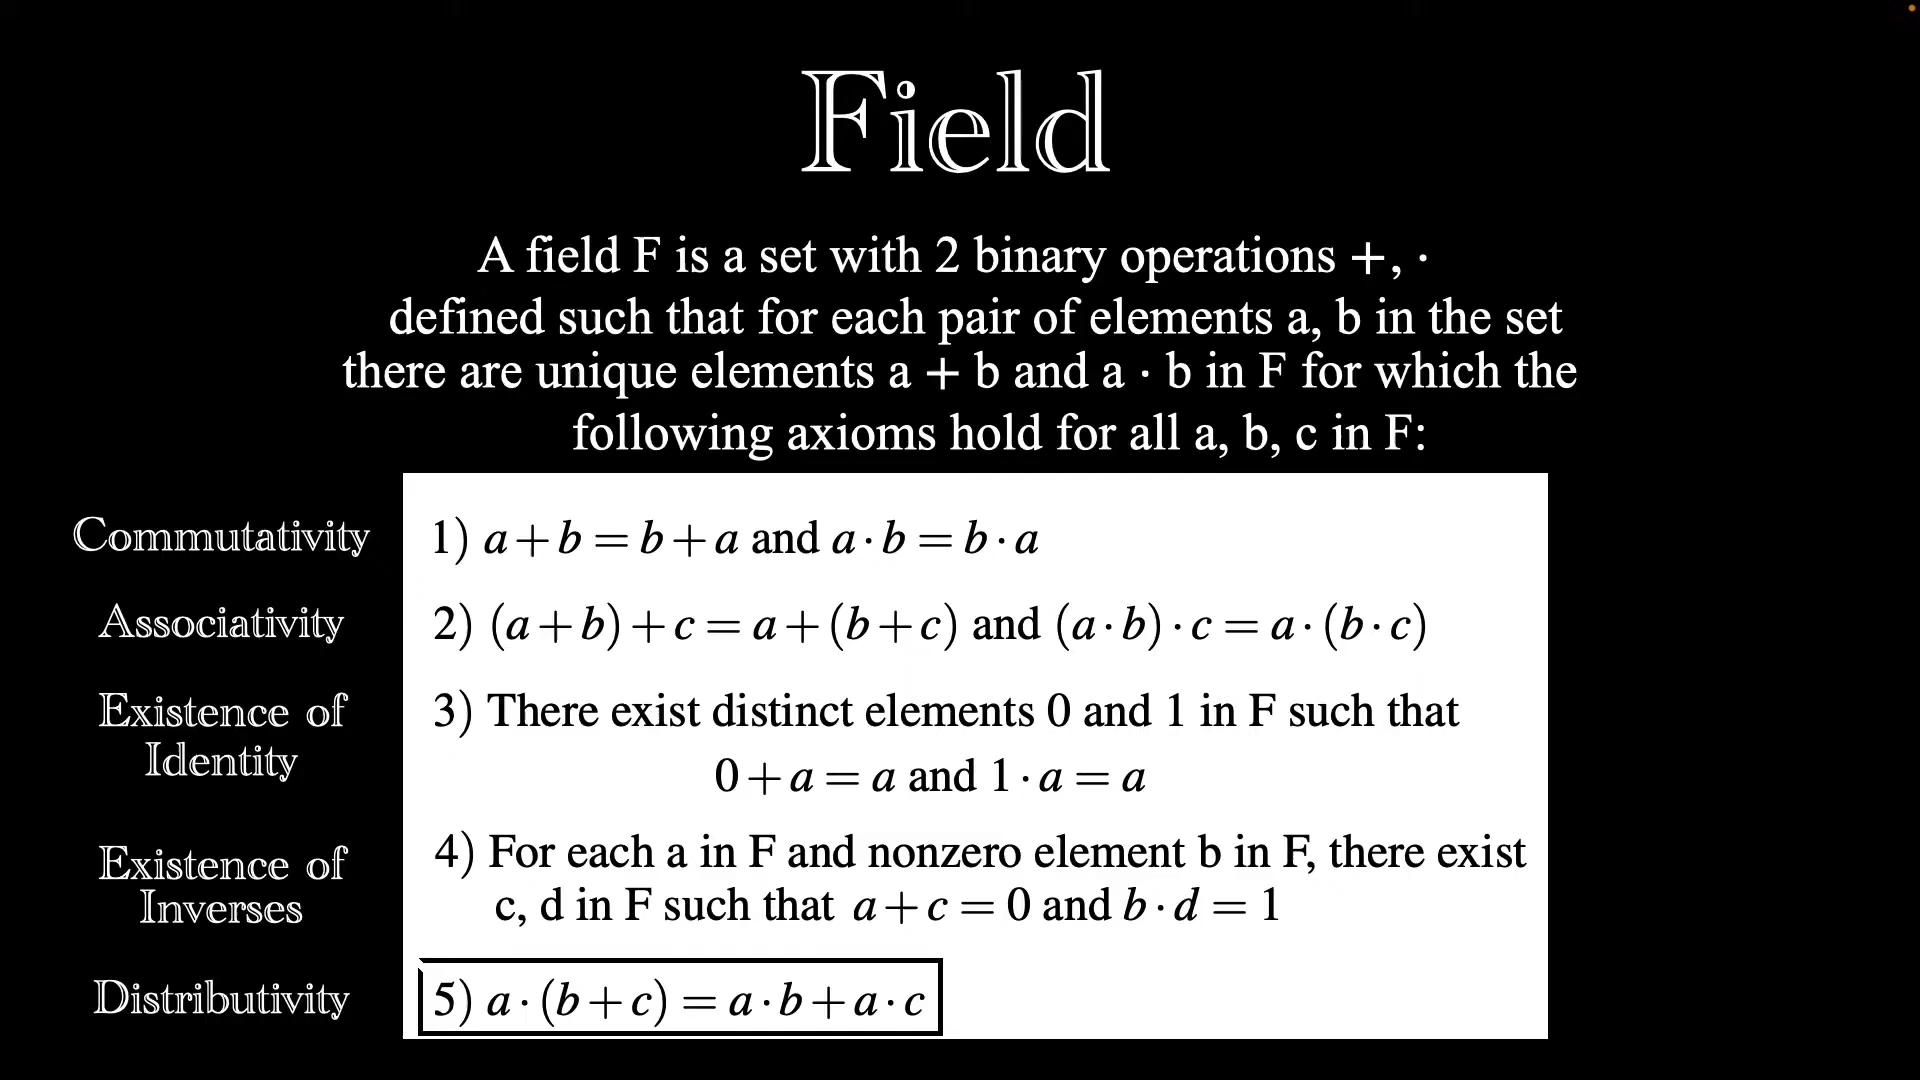 Field
A field F is a set with 2 binary operations +, ·
defined such that for each pair of elements a, b in the set
there are unique elements a + b and a · b in F for which the
following axioms hold for all a, b, c in F:
Commutativity
1) a + b = b + a and a · b = b · a
Associativity
2) (a + b) + c = a + (b + c) and (a · b) · c = a · (b · c)
Existence of
Identity
3) There exist distinct elements 0 and 1 in F such that
0 + a = a and 1 · a = a
Existence of
Inverses
4) For each a in F and nonzero element b in F, there exist
c, d in F such that a + c = 0 and b · d = 1
Distributivity
5) a · (b + c) = a · b + a · c